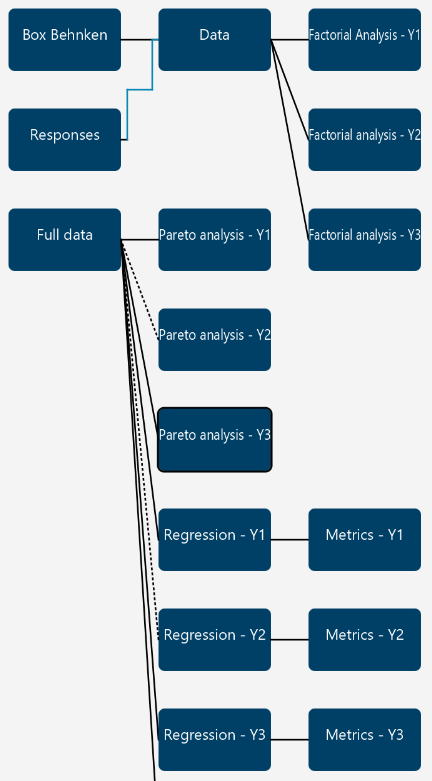 Box Behnken
Data
Factorial Analysis - Y1
Responses
Factorial analysis - Y2
Full data
Pareto analysis - Y1
Factorial analysis - Y3
Pareto analysis - Y2
Pareto analysis - Y3
Regression - Y1
Metrics - Y1
Regression - Y2
Metrics - Y2
Regression - Y3
Metrics - Y3